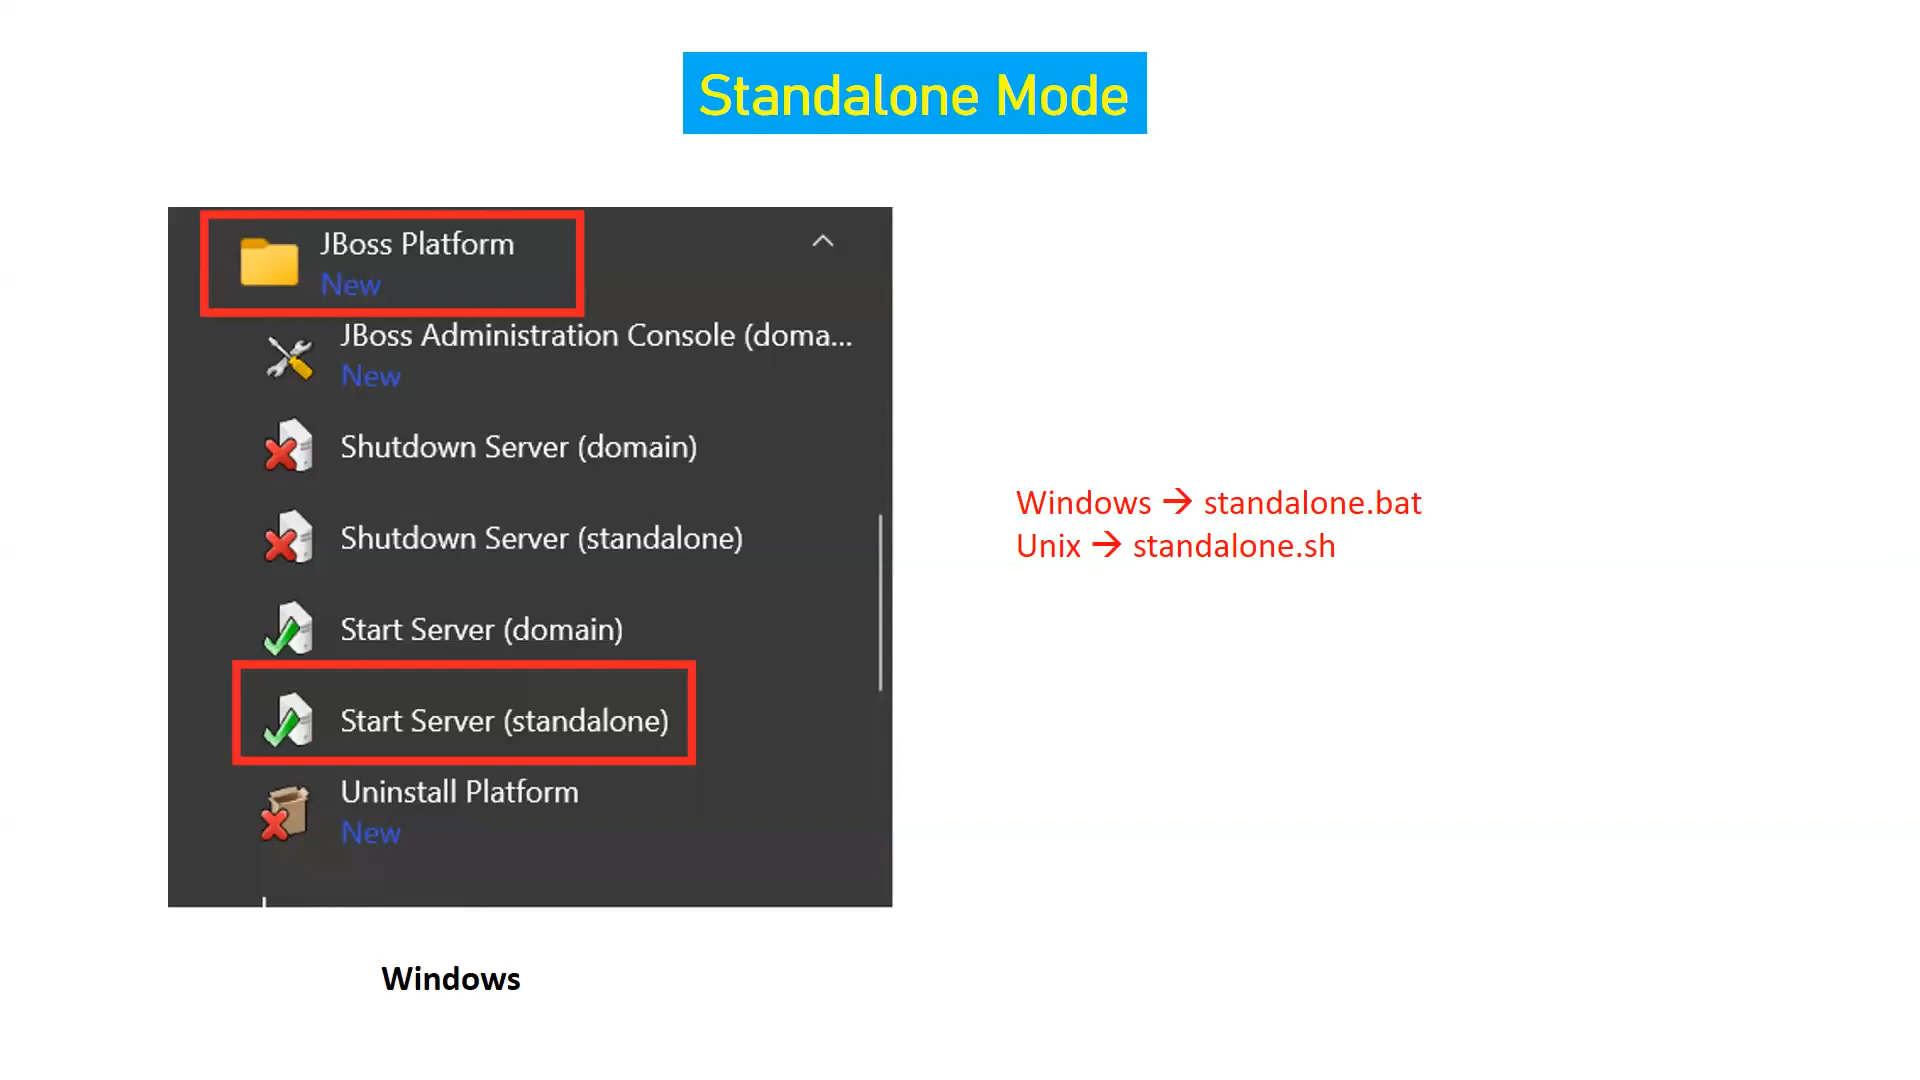 Standalone Mode
JBoss Platform
New
JBoss Administration Console (doma...
New
Shutdown Server (domain)
Shutdown Server (standalone)
Start Server (domain)
Start Server (standalone)
Uninstall Platform
New
Windows → standalone.bat
Unix → standalone.sh
Windows